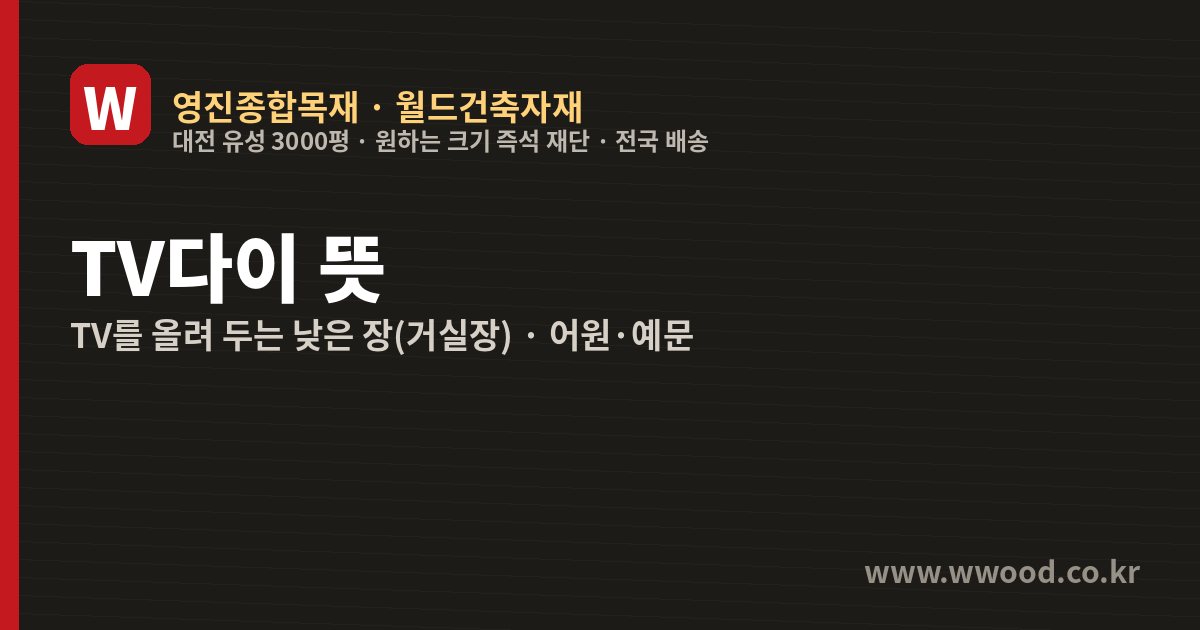 W
영진종합목재 · 월드건축자재
대전 유성 3000평 · 원하는 크기 즉석 재단 · 전국 배송
TV다이 뜻
TV를 올려 두는 낮은 장(거실장) · 어원·예문
www.wwood.co.kr